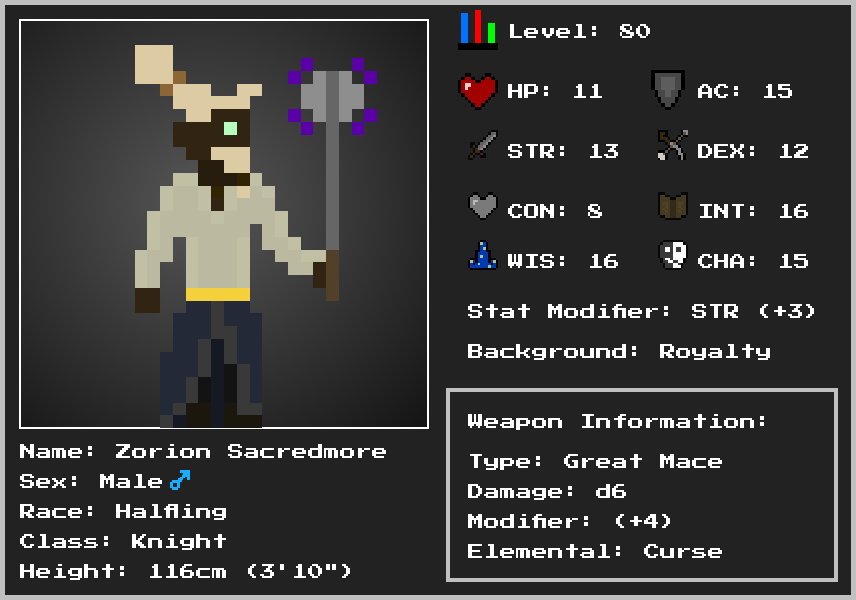 Level: 80
HP: 11
AC: 15
STR: 13
DEX: 12
CON: 8
INT: 16
WIS: 16
CHA: 15
Stat Modifier: STR (+3)
Background: Royalty
Weapon Information:
Type: Great Mace
Damage: d6
Modifier: (+4)
Elemental: Curse
Name: Zorion Sacredmore
Sex: Male ♂
Race: Halfling
Class: Knight
Height: 116cm (3'10")